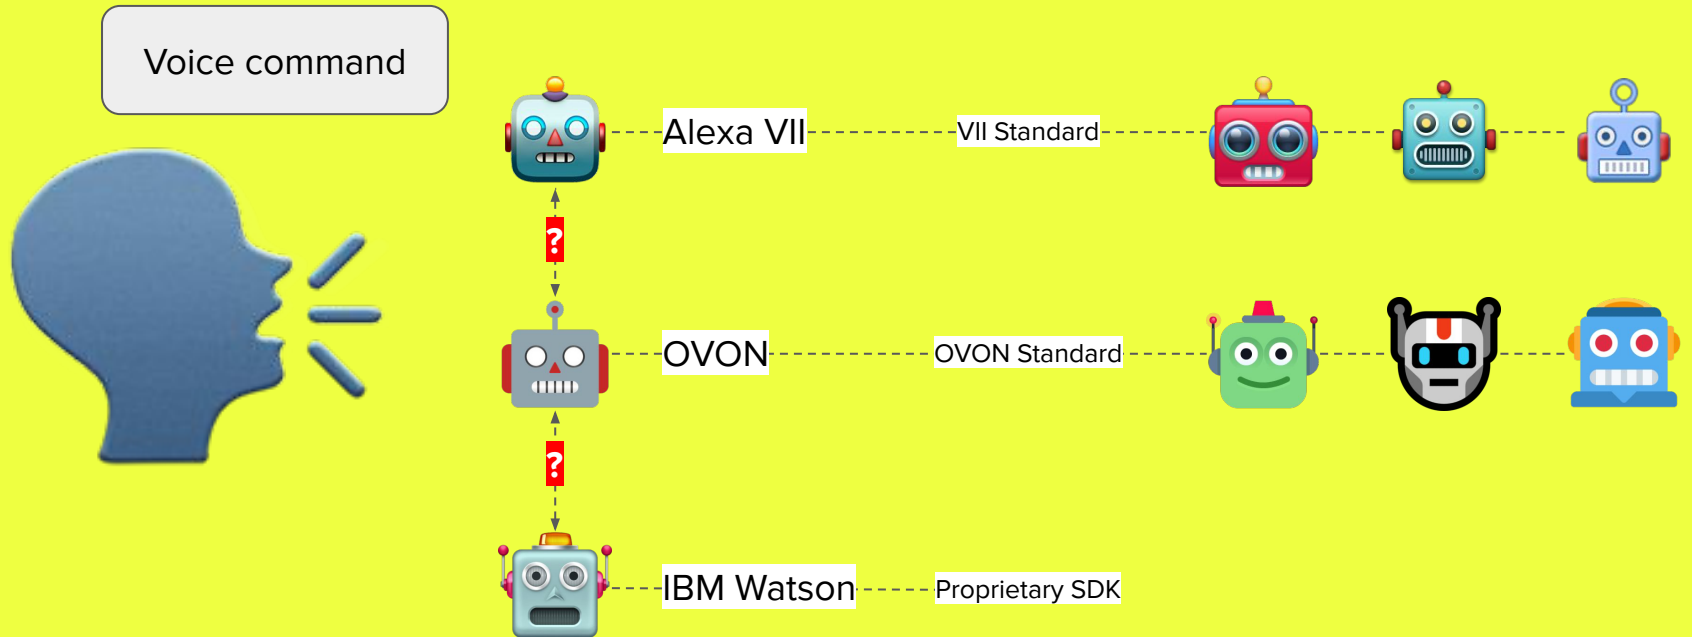 Voice command
Alexa VII
VII Standard
?
OVON
OVON Standard
?
IBM Watson
Proprietary SDK